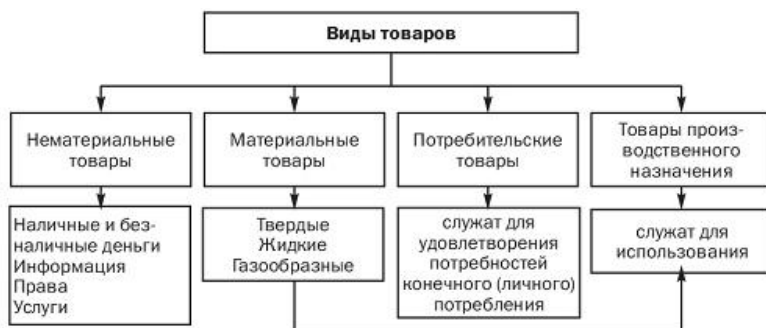 Виды товаров
Нематериальные
товары
Материальные
товары
Потребительские
товары
Товары произ-
водственного
назначения
Наличные и без-
наличные деньги
Информация
Права
Услуги
Твердые
Жидкие
Газообразные
служат для
удовлетворения
потребностей
конечного (личного)
потребления
служат для
использования